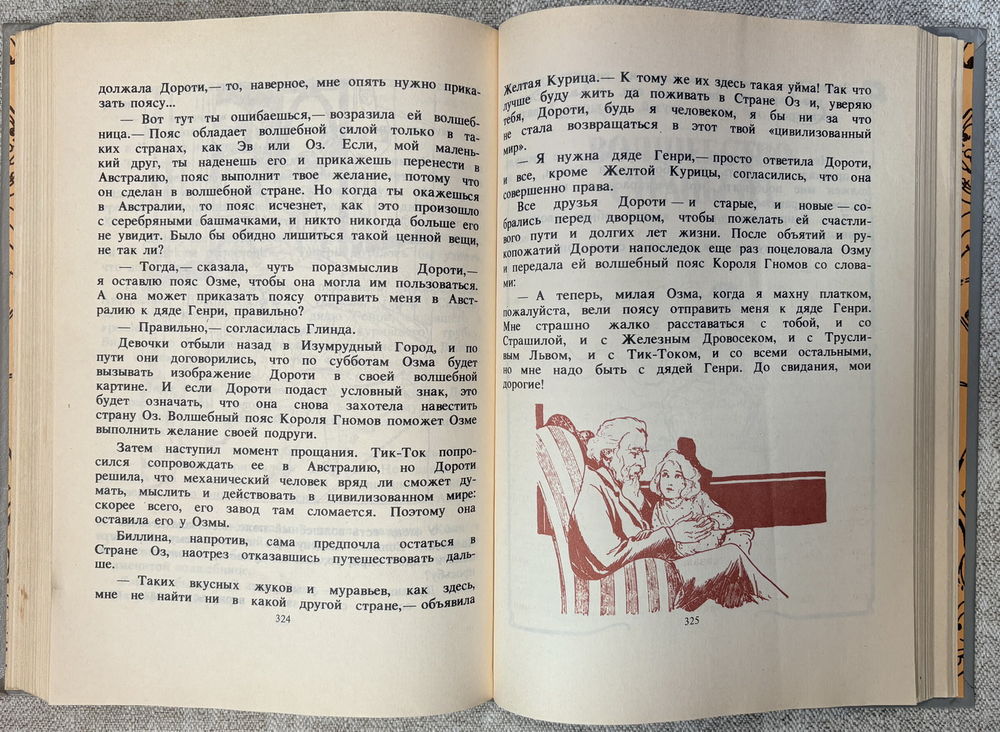 должала Дороти,— то, наверное, мне опять нужно прика-
зать поясу...
— Вот тут ты ошибаешься,— возразила ей волшеб-
ница.— Пояс обладает волшебной силой только в та-
ких странах, как Эв или Оз. Если, мой малень-
кий друг, ты наденешь его и прикажешь перенести в
Австралию, пояс выполнит твое желание, потому что
он сделан в волшебной стране. Но когда ты окажешься
в Австралии, то пояс исчезнет, как это произошло
с серебряными башмачками, и никто никогда больше его
не увидит. Было бы обидно лишиться такой ценной вещи,
не так ли?
— Тогда,— сказала, чуть поразмыслив Дороти,—
я оставлю пояс Озме, чтобы она могла им пользоваться.
А она может приказать поясу отправить меня в Авст-
ралию к дяде Генри, правильно?
— Правильно,— согласилась Глинда.
Девочки отбыли назад в Изумрудный Город, и по
пути они договорились, что по субботам Озма будет
вызывать изображение Дороти в своей волшебной
картине. И если Дороти подаст условный знак, это
будет означать, что она снова захотела навестить
страну Оз. Волшебный пояс Короля Гномов поможет Озме
выполнить желание своей подруги.
Затем наступил момент прощания. Тик-Ток попро-
сился сопровождать ее в Австралию, но Дороти
решила, что механический человек вряд ли сможет ду-
мать, мыслить и действовать в цивилизованном мире:
скорее всего, его завод там сломается. Поэтому она
оставила его у Озмы.
Биллина, напротив, сама предпочла остаться в
Стране Оз, наотрез отказавшись путешествовать даль-
ше.
— Таких вкусных жуков и муравьев, как здесь,
мне не найти ни в какой другой стране,— объявила
324
Желтая Курица.— К тому же их здесь такая уйма! Так что
лучше буду жить да поживать в Стране Оз и, уверяю
тебя, Дороти, будь я человеком, я бы ни за что
не стала возвращаться в этот твой «цивилизованный
мир».
— Я нужна дяде Генри,— просто ответила Дороти,
и все, кроме Желтой Курицы, согласились, что она
совершенно права.
Все друзья Дороти — и старые, и новые — со-
брались перед дворцом, чтобы пожелать ей счастли-
вого пути и долгих лет жизни. После объятий и ру-
копожатий Дороти напоследок еще раз поцеловала Озму
и передала ей волшебный пояс Короля Гномов со слова-
ми:
— А теперь, милая Озма, когда я махну платком,
пожалуйста, вели поясу отправить меня к дяде Генри.
Мне страшно жалко расставаться с тобой, и со
Страшилой, и с Железным Дровосеком, и с Трусли-
вым Львом, и с Тик-Током, и со всеми остальными,
но мне надо быть с дядей Генри. До свидания, мои
дорогие!
325